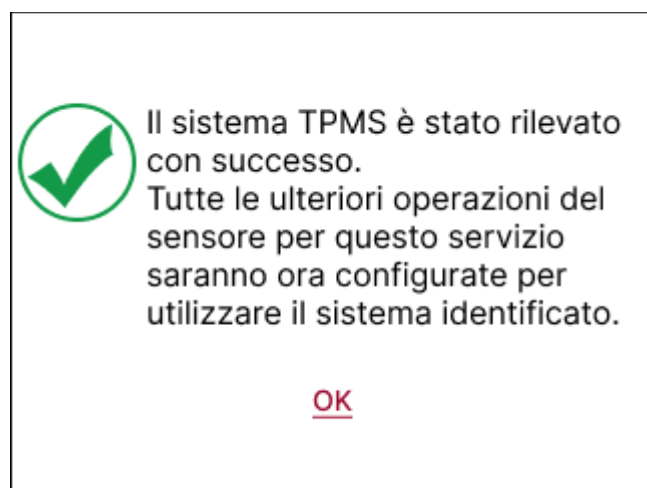 Il sistema TPMS è stato rilevato
con successo.
Tutte le ulteriori operazioni del
sensore per questo servizio
saranno ora configurate per
utilizzare il sistema identificato.
OK